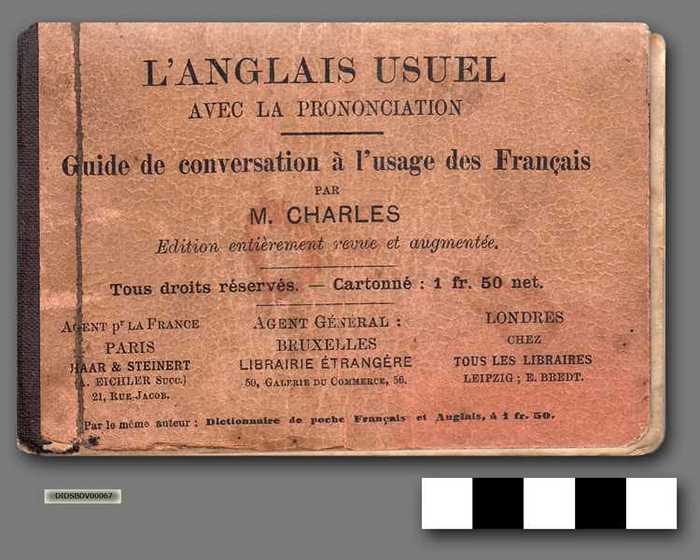 L'ANGLAIS USUEL
AVEC LA PRONONCIATION
Guide de conversation à l'usage des Français
PAR
M. CHARLES
Edition entièrement revue et augmentée.
Tous droits réservés. — Cartonné : 1 fr. 50 net.
AGENT pr LA FRANCE
PARIS
HAAR & STEINERT
(A. EICHLER SUCC.)
21, RUE JACOB.
AGENT GÉNÉRAL :
BRUXELLES
LIBRAIRIE ÉTRANGÈRE
GALERIE DU COMMERCE, 56.
LONDRES
CHEZ
TOUS LES LIBRAIRES
LEIPZIG ; E. BREDT.
Par le même auteur : Dictionnaire de poche Français et Anglais, à 1 fr. 50.
DIDSBDV00067